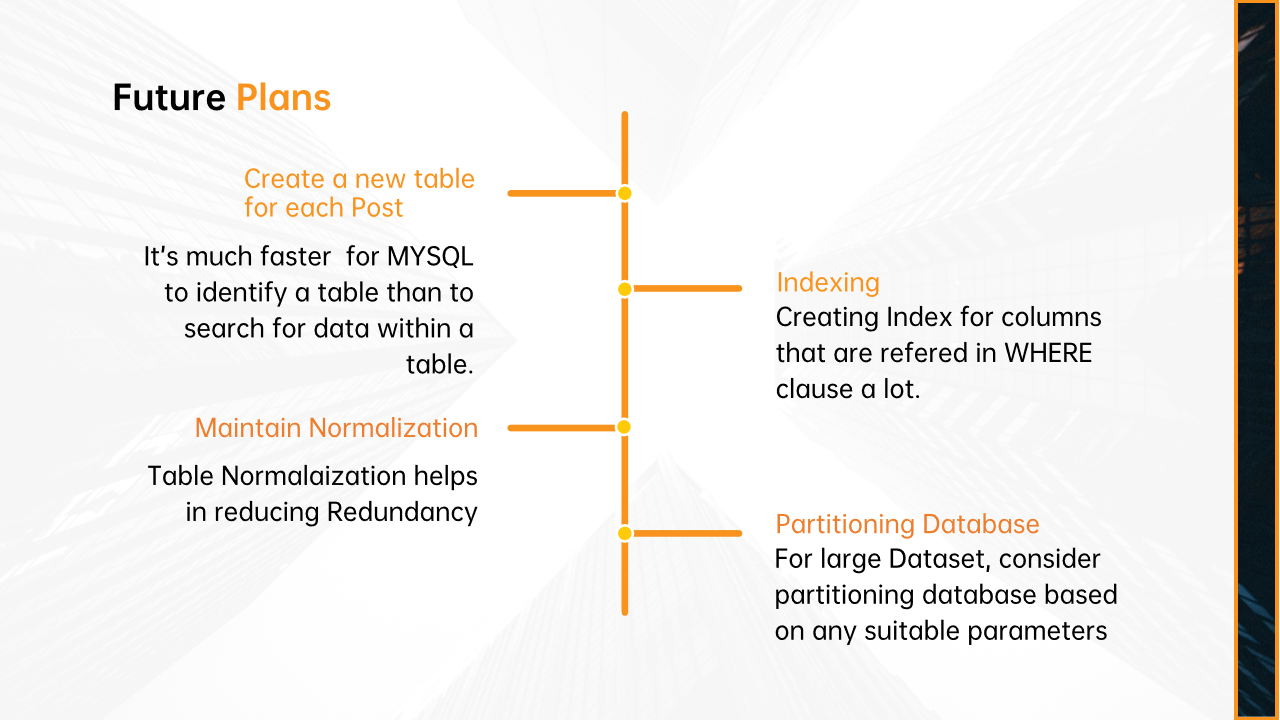 Future Plans
Create a new table
for each Post
It's much faster  for MYSQL
to identify a table than to
search for data within a
table.
Indexing
Creating Index for columns
that are refered in WHERE
clause a lot.
Maintain Normalization
Table Normalaization helps
in reducing Redundancy
Partitioning Database
For large Dataset, consider
partitioning database based
on any suitable parameters